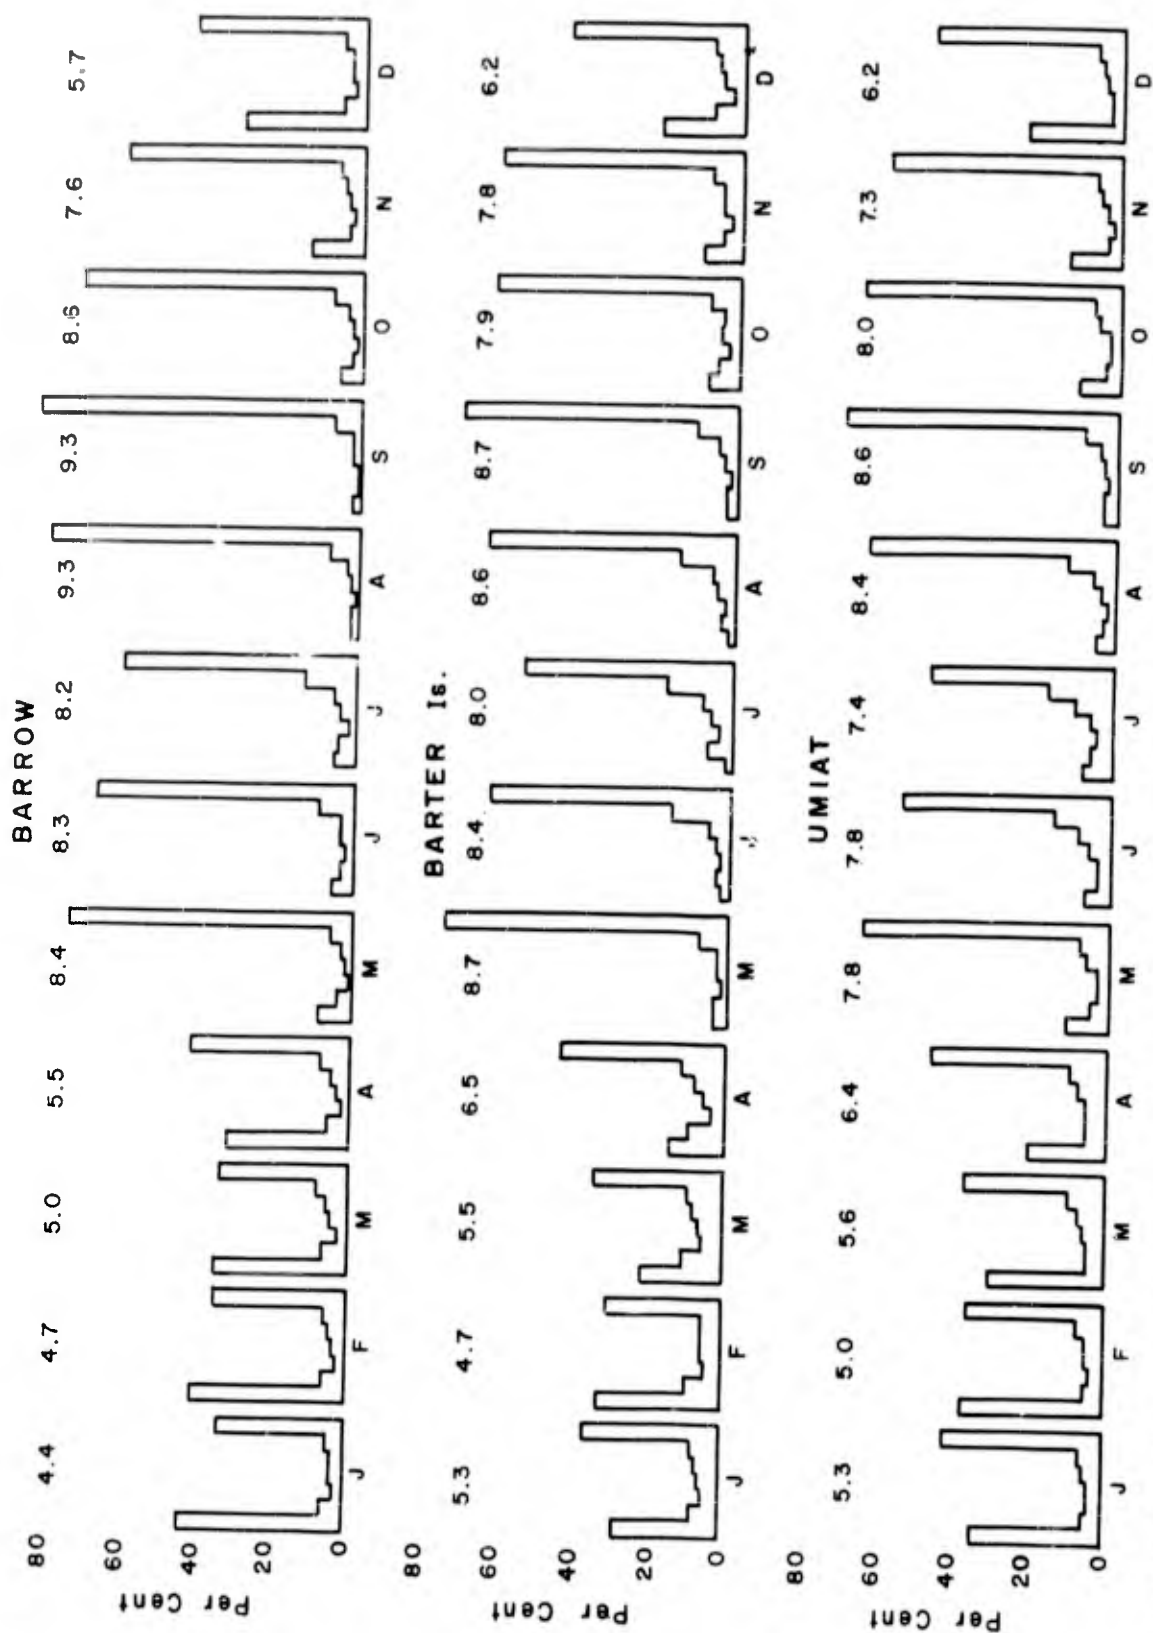 BARROW
4.4 4.7 5.0 5.5 8.4 8.3 8.2 9.3 9.3 8.6 7.6 5.7
80
60
40
20
0
Per Cent
J F M A M J J A S O N D
BARTER Is.
5.3 4.7 5.5 6.5 8.7 8.4 8.0 8.6 8.7 7.9 7.8 6.2
80
60
40
20
0
Per Cent
J F M A M J J A S O N D
UMIAT
5.3 5.0 5.6 6.4 7.8 7.8 7.4 8.4 8.6 8.0 7.3 6.2
80
60
40
20
0
Per Cent
J F M A M J J A S O N D